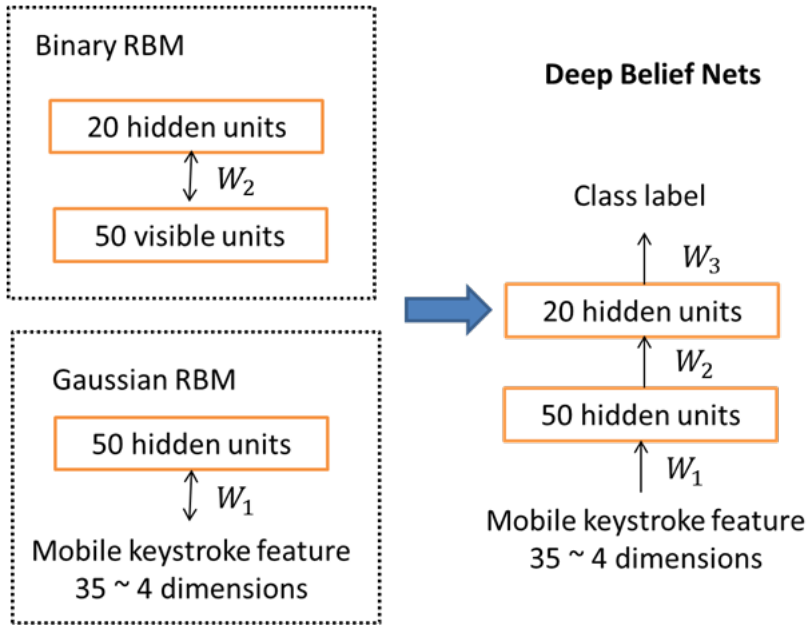 Binary RBM
20 hidden units
W₂
50 visible units
Gaussian RBM
50 hidden units
W₁
Mobile keystroke feature
35 ~ 4 dimensions
Deep Belief Nets
Class label
W₃
20 hidden units
W₂
50 hidden units
W₁
Mobile keystroke feature
35 ~ 4 dimensions